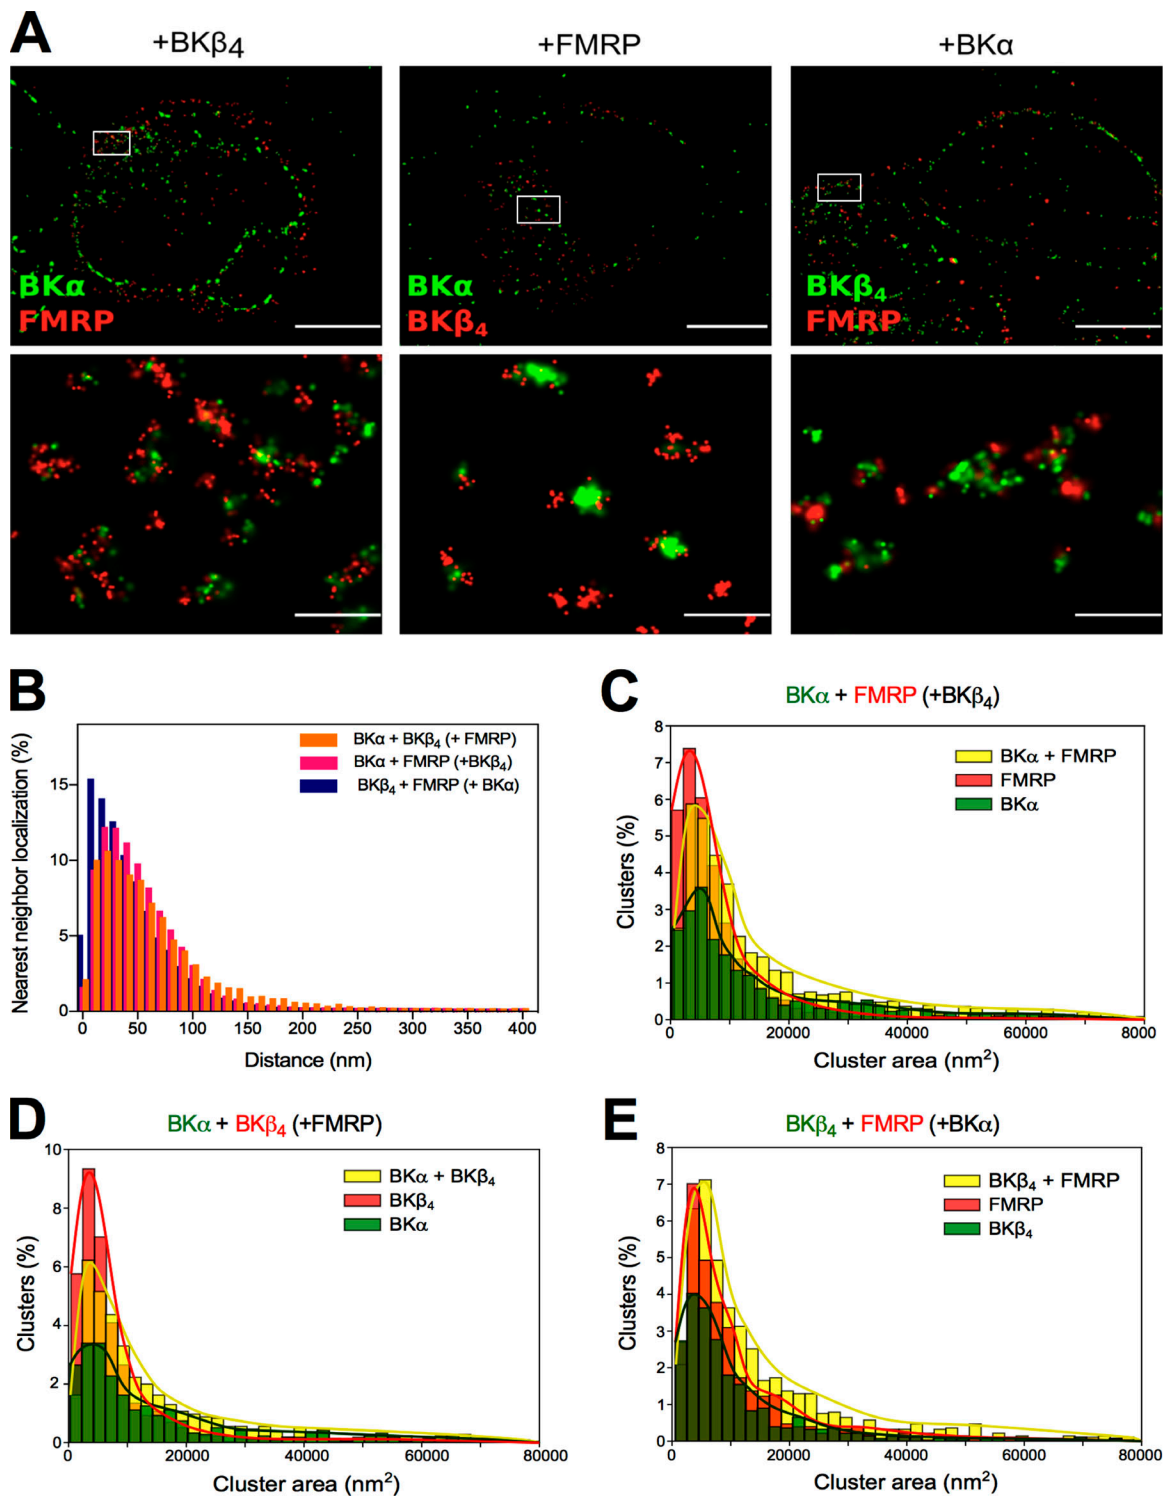 A
+BKβ4
+FMRP
+BKα
BKα
FMRP
BKα
BKβ4
BKβ4
FMRP
B
Nearest neighbor localization (%)
15
10
5
0
BKα + BKβ4 (+ FMRP)
BKα + FMRP (+BKβ4)
BKβ4 + FMRP (+ BKα)
0 50 100 150 200 250 300 350 400
Distance (nm)
C
BKα + FMRP (+BKβ4)
Clusters (%)
8
7
6
5
4
3
2
1
0
BKα + FMRP
FMRP
BKα
0 20000 40000 60000 8000
Cluster area (nm2)
D
BKα + BKβ4 (+FMRP)
Clusters (%)
10
8
6
4
2
0
BKα + BKβ4
BKβ4
BKα
0 20000 40000 60000 80000
Cluster area (nm2)
E
BKβ4 + FMRP (+BKα)
Clusters (%)
8
7
6
5
4
3
2
1
0
BKβ4 + FMRP
FMRP
BKβ4
0 20000 40000 60000 80000
Cluster area (nm2)